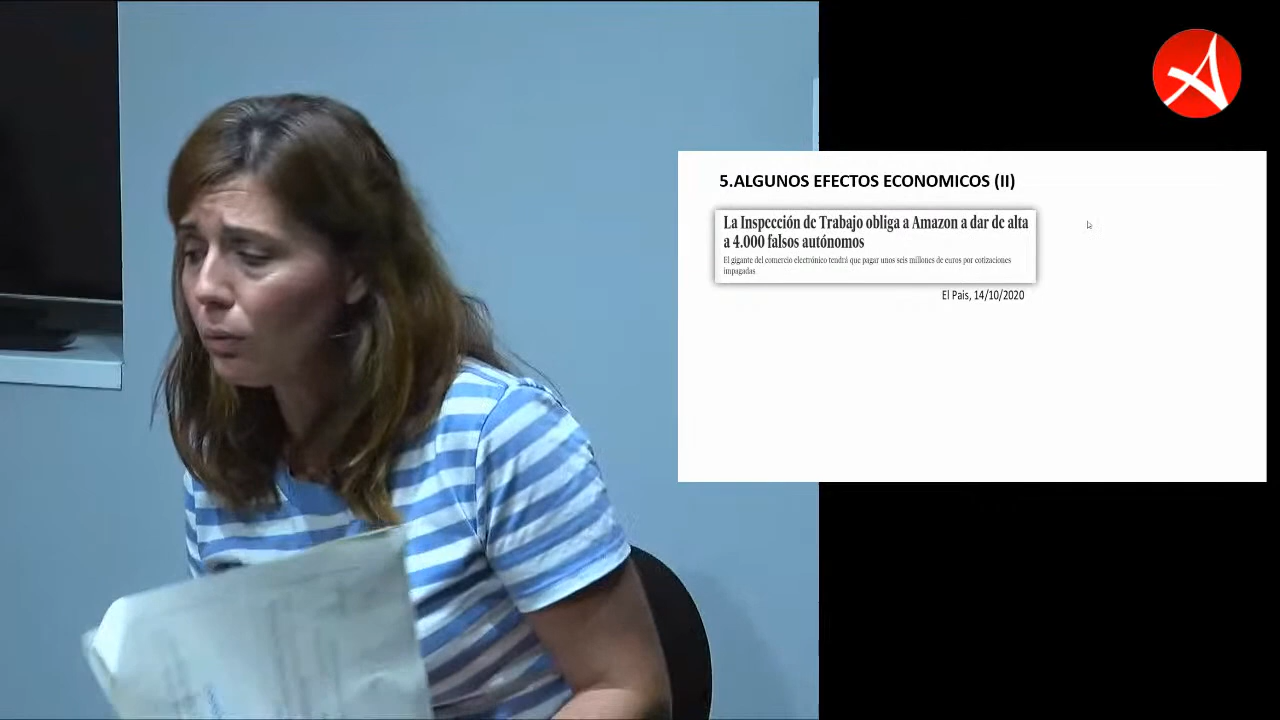 5.ALGUNOS EFECTOS ECONOMICOS (II)
La Inspección de Trabajo obliga a Amazon a dar de alta
a 4.000 falsos autónomos
El gigante del comercio electrónico tendrá que pagar unos seis millones de euros por cotizaciones
impagadas
El Pais, 14/10/2020